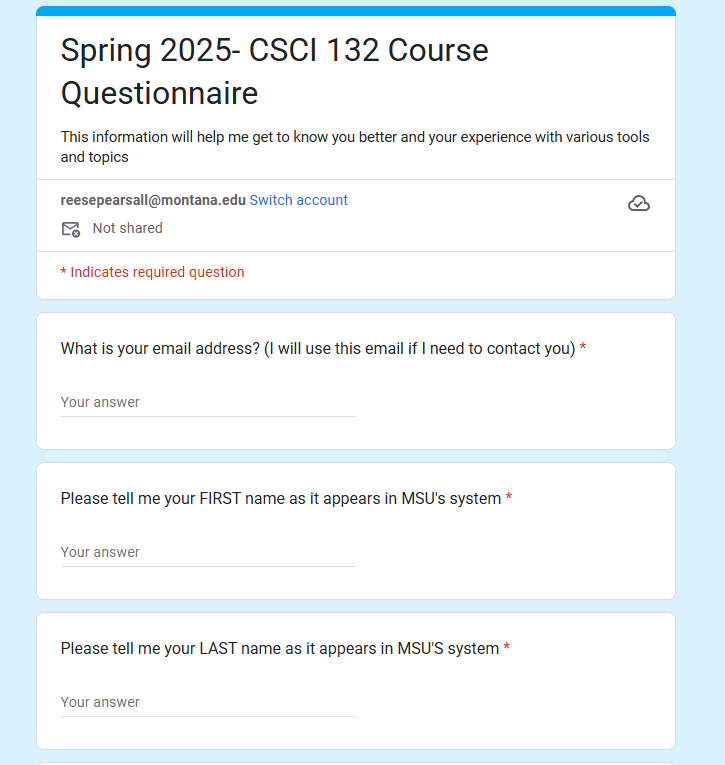 Spring 2025- CSCI 132 Course
Questionnaire
This information will help me get to know you better and your experience with various tools
and topics
reesepearsall@montana.edu Switch account
Not shared
* Indicates required question
What is your email address? (I will use this email if I need to contact you) *
Your answer
Please tell me your FIRST name as it appears in MSU's system *
Your answer
Please tell me your LAST name as it appears in MSU'S system *
Your answer